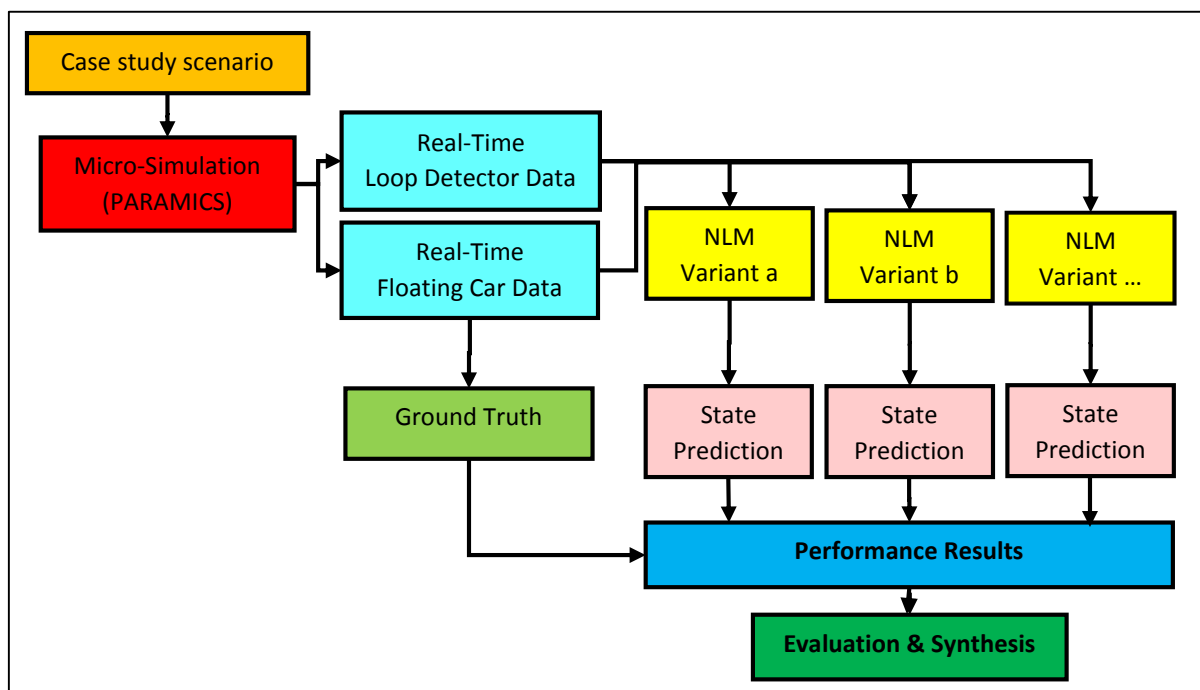 Case study scenario
Micro-Simulation
(PARAMICS)
Real-Time
Loop Detector Data
Real-Time
Floating Car Data
NLM
Variant a
NLM
Variant b
NLM
Variant ...
Ground Truth
State
Prediction
State
Prediction
State
Prediction
Performance Results
Evaluation & Synthesis